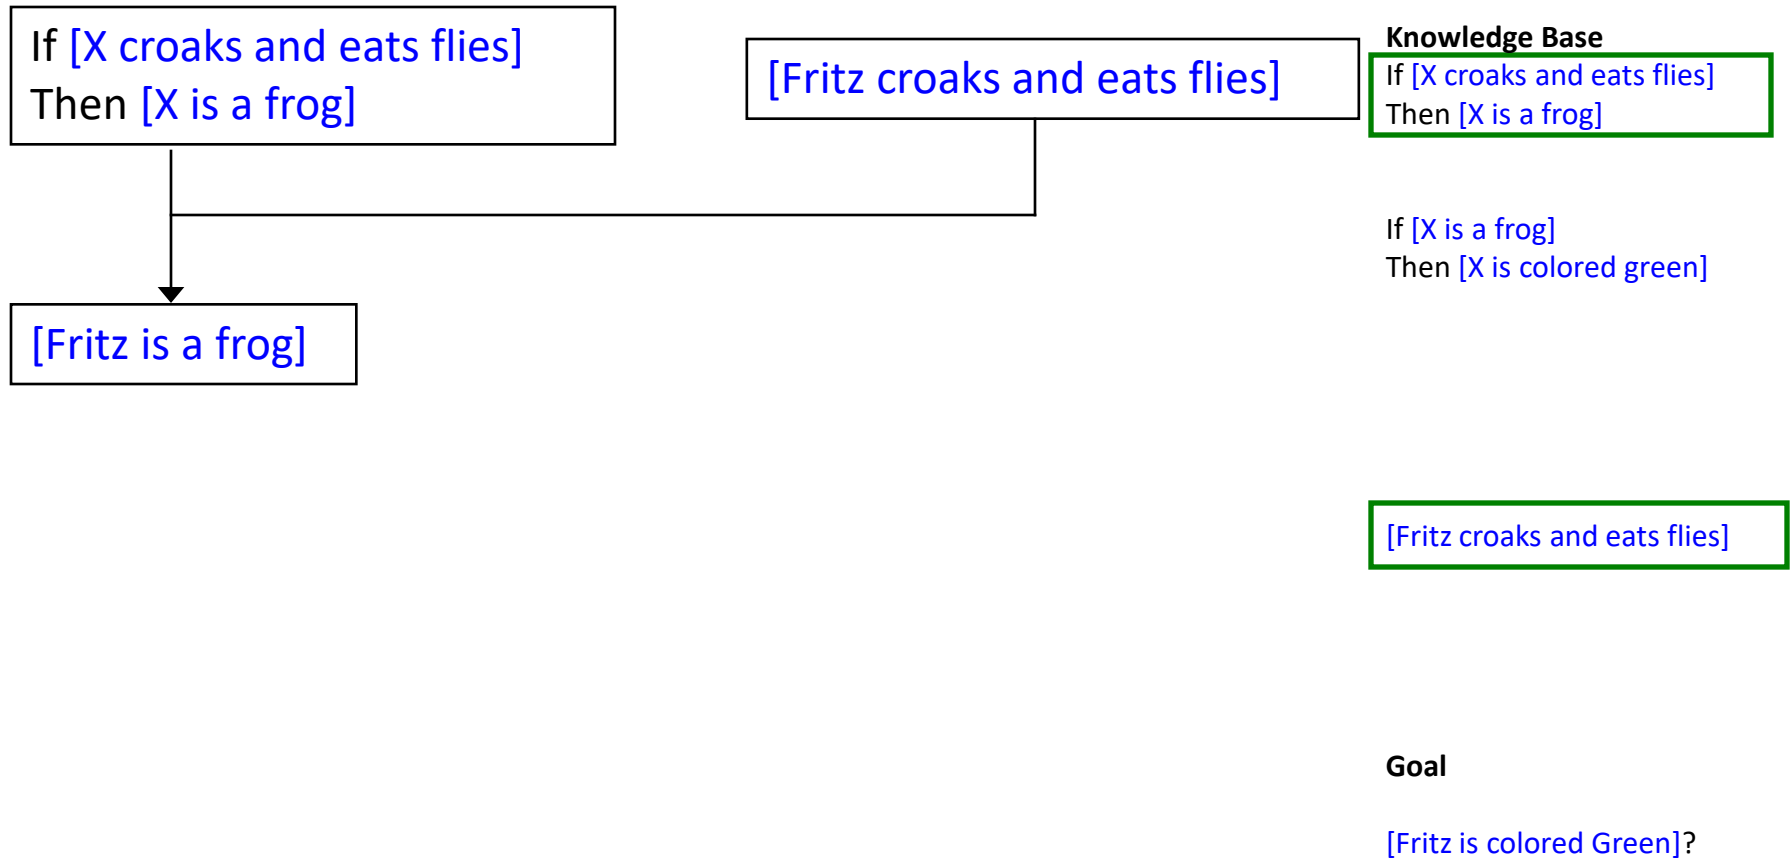 If [X croaks and eats flies]
Then [X is a frog]
[Fritz croaks and eats flies]
[Fritz is a frog]
Knowledge Base
If [X croaks and eats flies]
Then [X is a frog]
If [X is a frog]
Then [X is colored green]
[Fritz croaks and eats flies]
Goal
[Fritz is colored Green]?